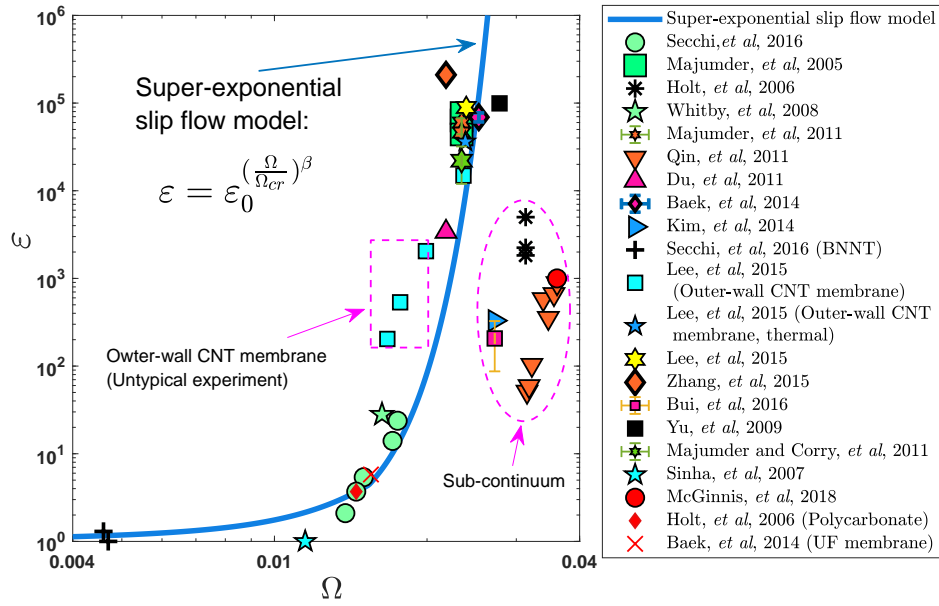 10^6
10^5
10^4
10^3
10^2
10^1
10^0
ε
0.004
0.01
0.02
0.04
Ω
Super-exponential
slip flow model:
ε = ε_0^{(Ω/Ω_cr)^β}
Owter-wall CNT membrane
(Untypical experiment)
Sub-continuum
Super-exponential slip flow model
Secchi,et al, 2016
Majumder, et al, 2005
Holt, et al, 2006
Whitby, et al, 2008
Majumder, et al, 2011
Qin, et al, 2011
Du, et al, 2011
Baek, et al, 2014
Kim, et al, 2014
Secchi, et al, 2016 (BNNT)
Lee, et al, 2015
(Outer-wall CNT membrane)
Lee, et al, 2015 (Outer-wall CNT
membrane, thermal)
Lee, et al, 2015
Zhang, et al, 2015
Bui, et al, 2016
Yu, et al, 2009
Majumder and Corry, et al, 2011
Sinha, et al, 2007
McGinnis, et al, 2018
Holt, et al, 2006 (Polycarbonate)
Baek, et al, 2014 (UF membrane)